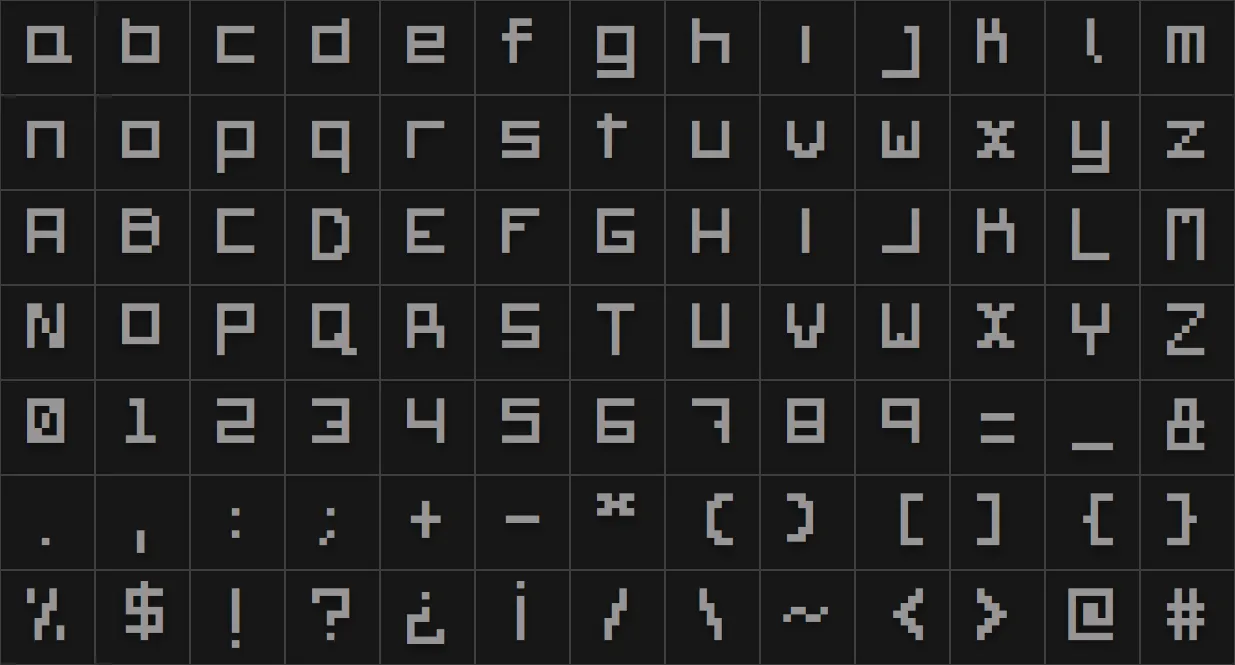 a b c d e f g h ı j k l m
n o p q r s t u v w x y z
A B C D E F G H I J K L M
N O P Q R S T U V W X Y Z
0 1 2 3 4 5 6 7 8 9 = _ &
. , : ; + - * ( ) [ ] { }
% $ ! ? ¿ ¡ / \ ~ < > @ #